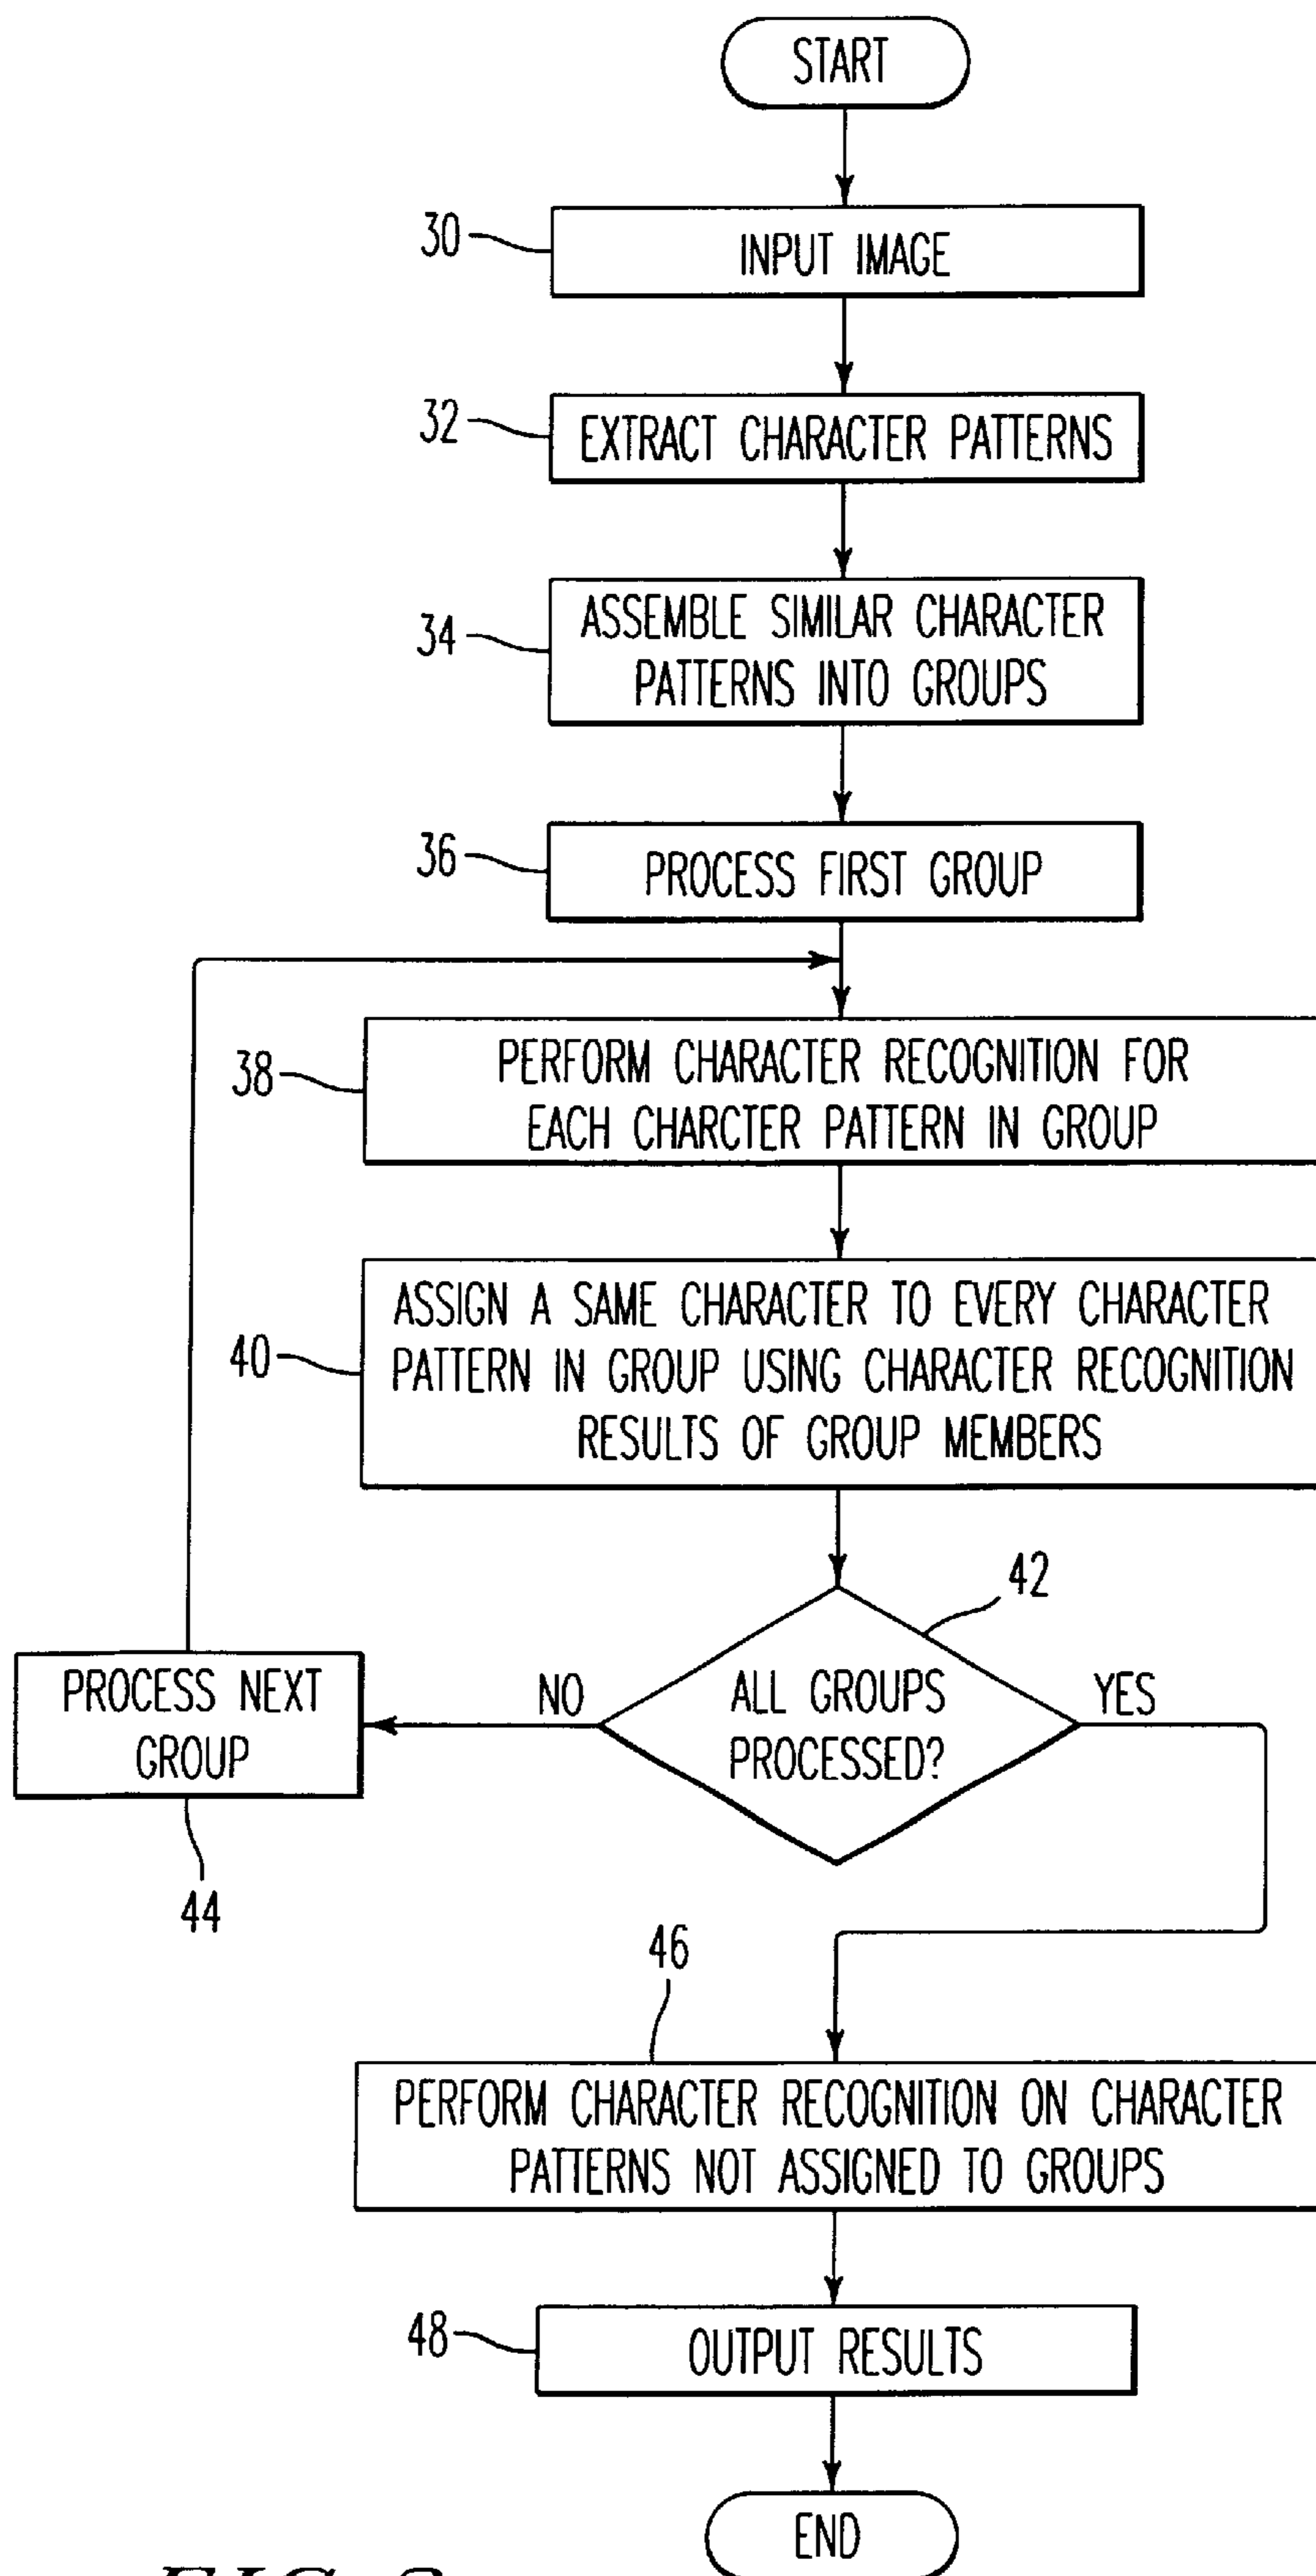 START
30
INPUT IMAGE
32
EXTRACT CHARACTER PATTERNS
34
ASSEMBLE SIMILAR CHARACTER
PATTERNS INTO GROUPS
36
PROCESS FIRST GROUP
38
PERFORM CHARACTER RECOGNITION FOR
EACH CHARCTER PATTERN IN GROUP
40
ASSIGN A SAME CHARACTER TO EVERY CHARACTER
PATTERN IN GROUP USING CHARACTER RECOGNITION
RESULTS OF GROUP MEMBERS
42
ALL GROUPS
PROCESSED?
NO
YES
PROCESS NEXT
GROUP
44
46
PERFORM CHARACTER RECOGNITION ON CHARACTER
PATTERNS NOT ASSIGNED TO GROUPS
48
OUTPUT RESULTS
END